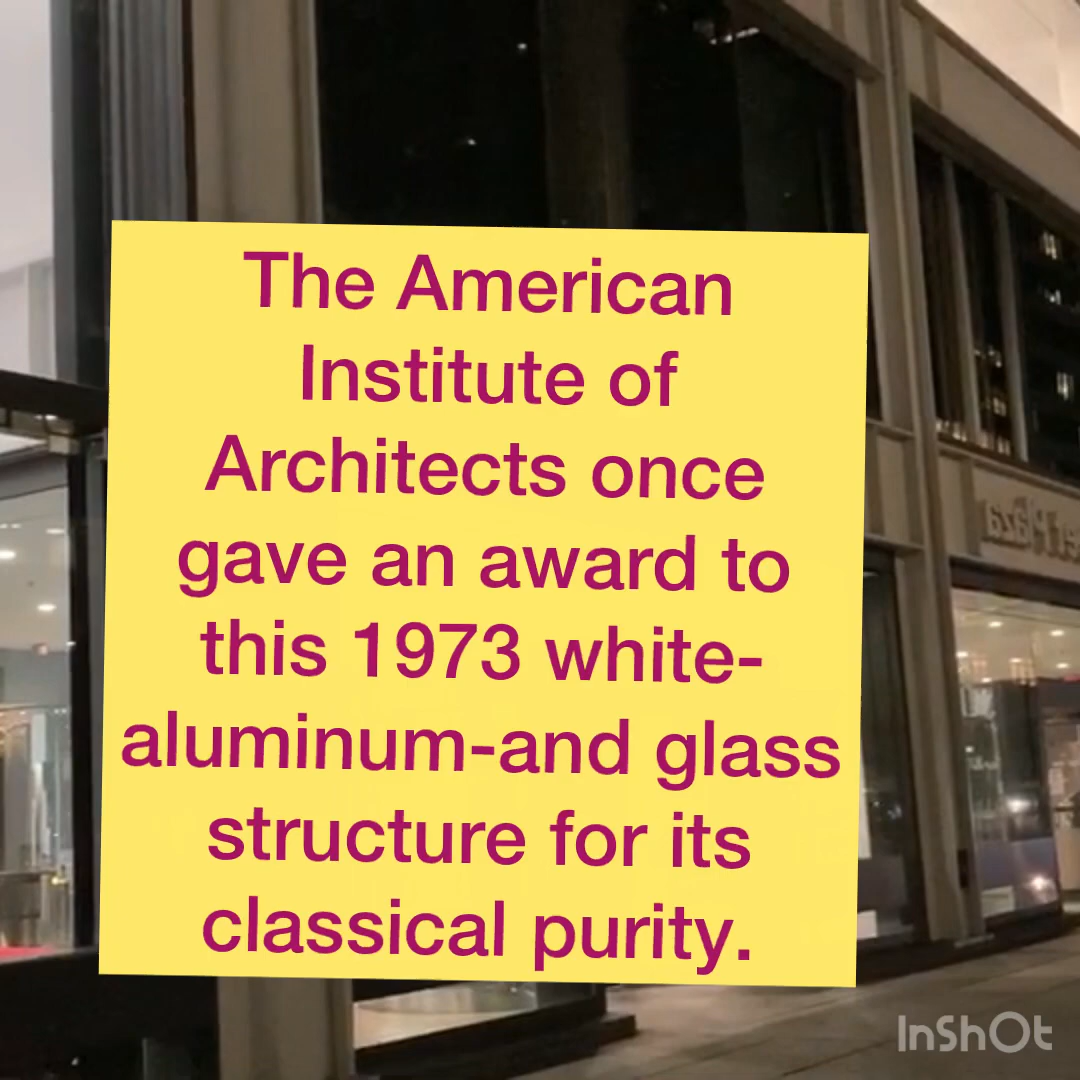 The American
Institute of
Architects once
gave an award to
this 1973 white-
aluminum-and glass
structure for its
classical purity.
InShOt